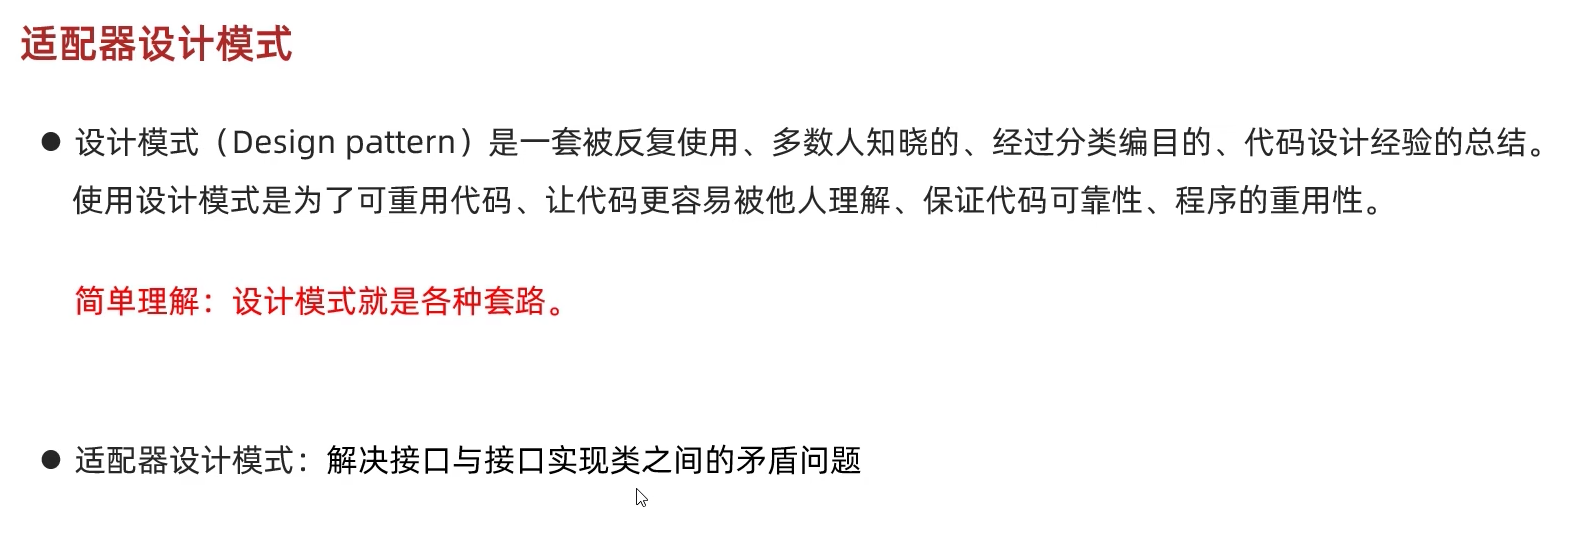 适配器设计模式
● 设计模式（Design pattern）是一套被反复使用、多数人知晓的、经过分类编目的、代码设计经验的总结。
使用设计模式是为了可重用代码、让代码更容易被他人理解、保证代码可靠性、程序的重用性。
简单理解：设计模式就是各种套路。
● 适配器设计模式：解决接口与接口实现类之间的矛盾问题